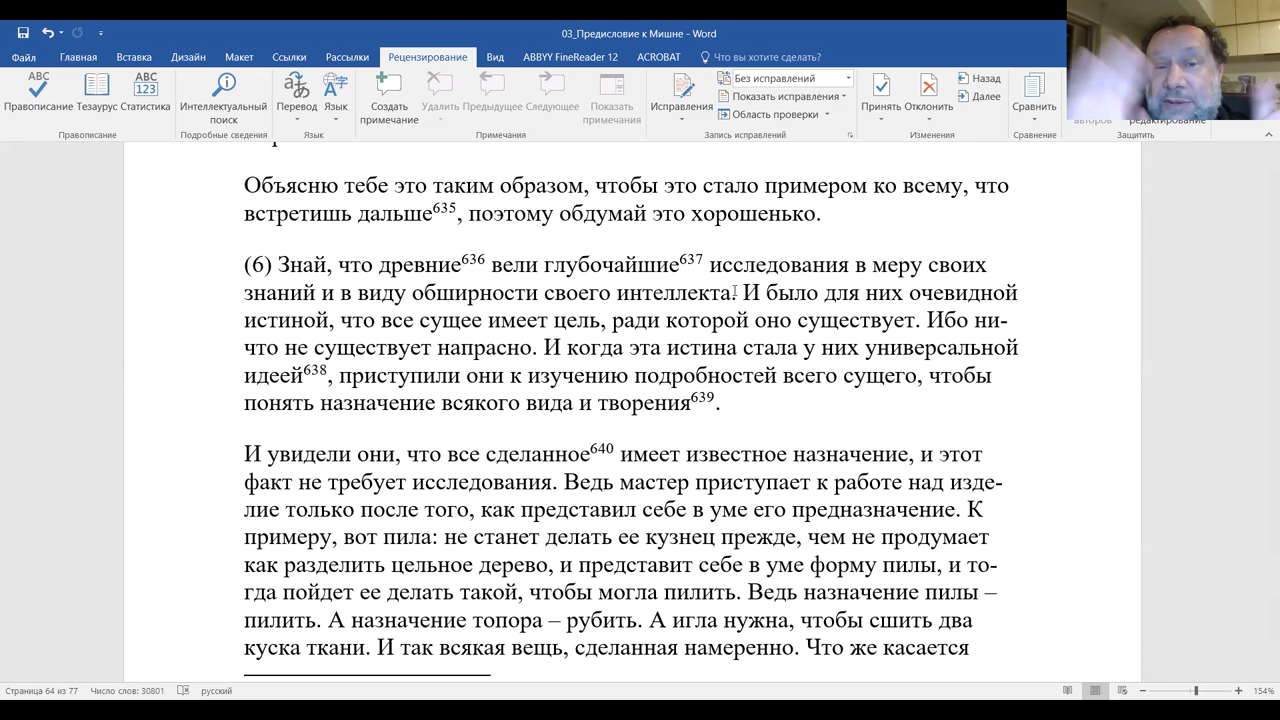 03_Предисловие к Мишне - Word
Файл Главная Вставка Дизайн Макет Ссылки Рассылки Рецензирование Вид ABBYY FineReader 12 ACROBAT Что вы хотите сделать?
ABC ABC 123
Правописание Тезаурус Статистика Интеллектуальный поиск Перевод Язык Создать примечание Удалить Предыдущее Следующее Показать примечания Исправления Без исправлений Показать исправления Область проверки Принять Отклонить Назад Далее Сравнить авторов редактирование
Правописание Подробные сведения Язык Примечания Запись исправлений Изменения Сравнение Защитить
Объясню тебе это таким образом, чтобы это стало примером ко всему, что
встретишь дальше635, поэтому обдумай это хорошенько.
(6) Знай, что древние636 вели глубочайшие637 исследования в меру своих
знаний и в виду обширности своего интеллекта. И было для них очевидной
истиной, что все сущее имеет цель, ради которой оно существует. Ибо ни-
что не существует напрасно. И когда эта истина стала у них универсальной
идеей638, приступили они к изучению подробностей всего сущего, чтобы
понять назначение всякого вида и творения639.
И увидели они, что все сделанное640 имеет известное назначение, и этот
факт не требует исследования. Ведь мастер приступает к работе над изде-
лие только после того, как представил себе в уме его предназначение. К
примеру, вот пила: не станет делать ее кузнец прежде, чем не продумает
как разделить цельное дерево, и представит себе в уме форму пилы, и то-
гда пойдет ее делать такой, чтобы могла пилить. Ведь назначение пилы –
пилить. А назначение топора – рубить. А игла нужна, чтобы сшить два
куска ткани. И так всякая вещь, сделанная намеренно. Что же касается
Страница 64 из 77 Число слов: 30801 русский 154%